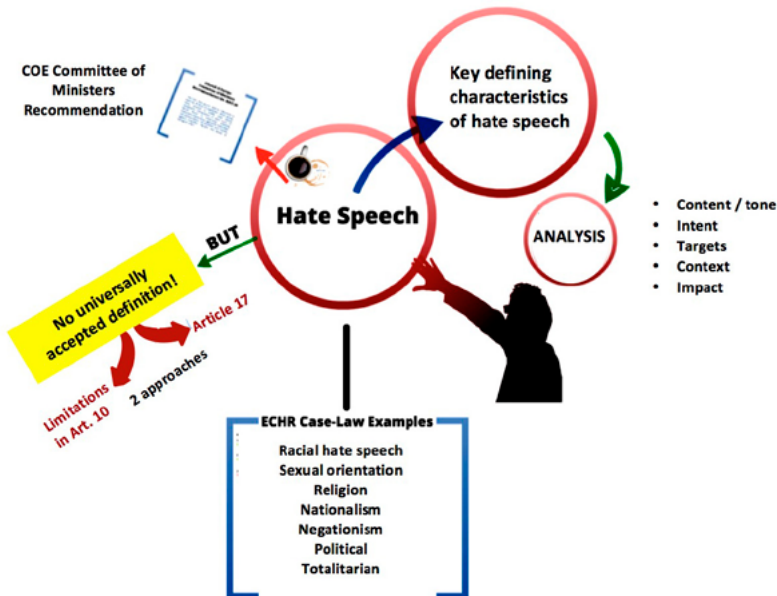 COE Committee of
Ministers
Recommendation
Key defining
characteristics
of hate speech
Hate Speech
ANALYSIS
• Content / tone
• Intent
• Targets
• Context
• Impact
BUT
No universally
accepted definition!
Article 17
2 approaches
Limitations
in Art. 10
ECHR Case-Law Examples
Racial hate speech
Sexual orientation
Religion
Nationalism
Negationism
Political
Totalitarian